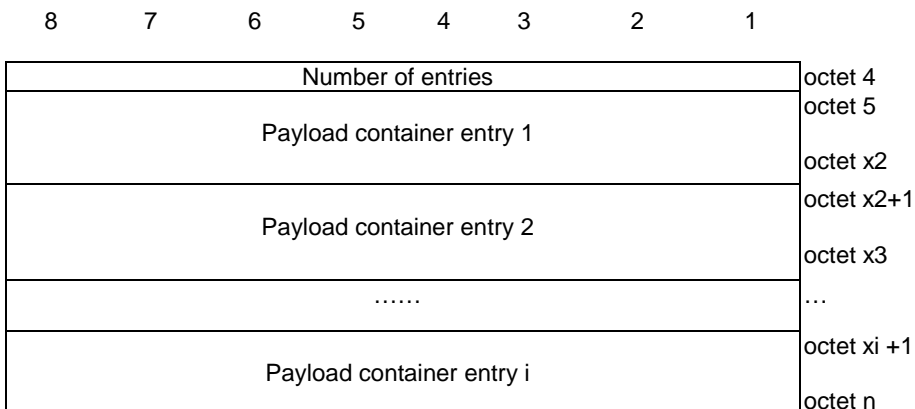 8 7 6 5 4 3 2 1
Number of entries octet 4
octet 5
Payload container entry 1
octet x2
octet x2+1
Payload container entry 2
octet x3
…… …
octet xi +1
Payload container entry i
octet n